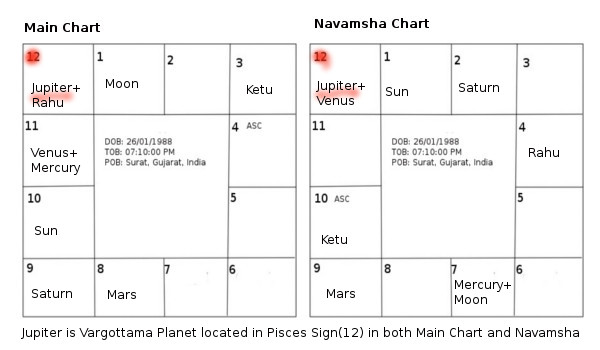 Main Chart
12
Jupiter+
Rahu
1
Moon
2
3
Ketu
11
Venus+
Mercury
DOB: 26/01/1988
TOB: 07:10:00 PM
POB: Surat, Gujarat, India
4 ASC
10
Sun
5
9
Saturn
8
Mars
7
6
Navamsha Chart
12
Jupiter+
Venus
1
Sun
2
Saturn
3
11
DOB: 26/01/1988
TOB: 07:10:00 PM
POB: Surat, Gujarat, India
4
Rahu
10 ASC
Ketu
5
9
Mars
8
7
Mercury+
Moon
6
Jupiter is Vargottama Planet located in Pisces Sign(12) in both Main Chart and Navamsha